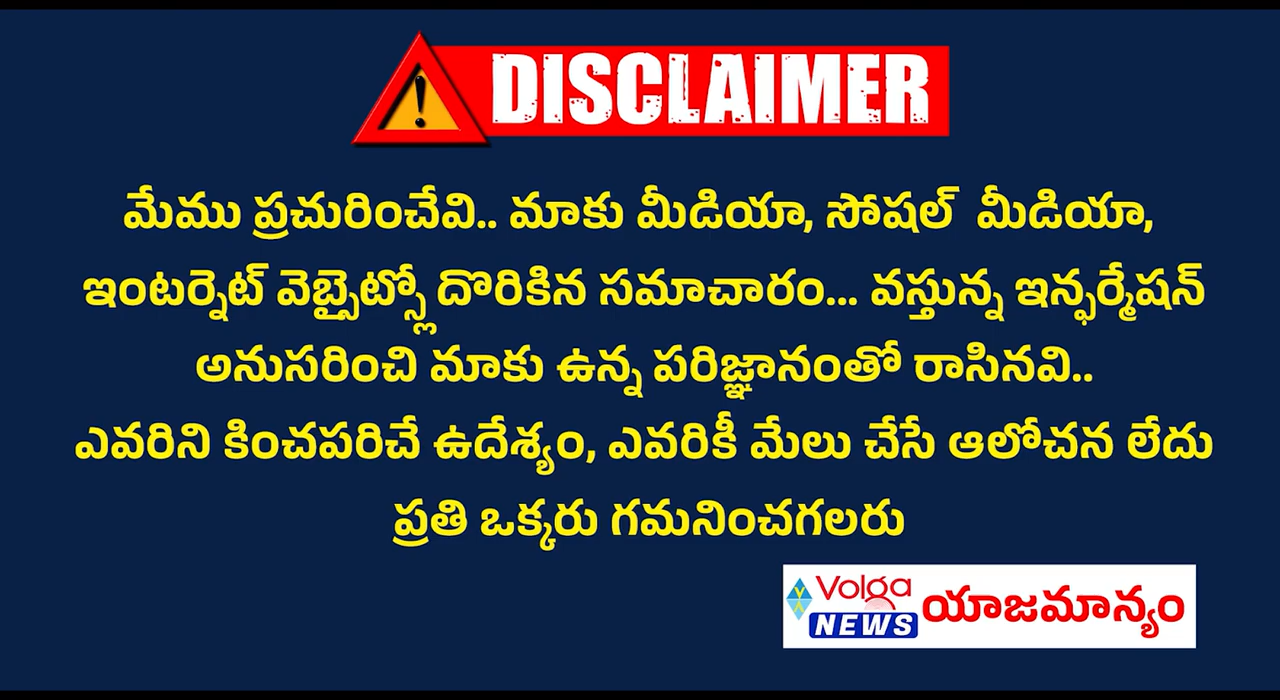 DISCLAIMER
మేము ప్రచురించేవి.. మాకు మీడియా, సోషల్ మీడియా,
ఇంటర్నెట్ వెబ్సైట్స్లో దొరికిన సమాచారం... వస్తున్న ఇన్ఫర్మేషన్
అనుసరించి మాకు ఉన్న పరిజ్ఞానంతో రాసినవి..
ఎవరిని కించపరిచే ఉదేశ్యం, ఎవరికీ మేలు చేసే ఆలోచన లేదు
ప్రతి ఒక్కరు గమనించగలరు
Volga
NEWS యాజమాన్యం